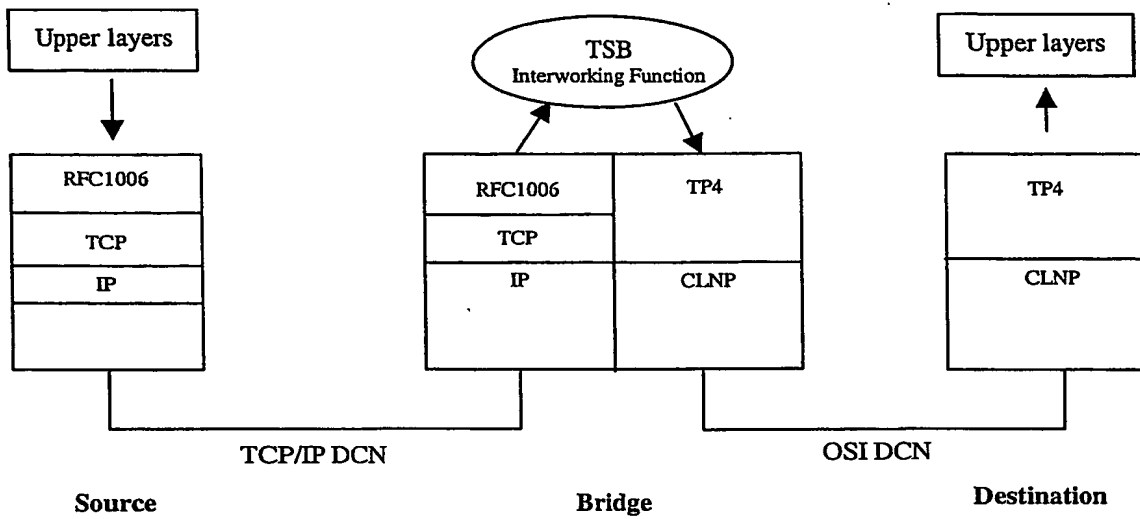 Upper layers
TSB
Interworking Function
Upper layers
RFC1006
TCP
IP
RFC1006
TCP
IP
TP4
CLNP
TP4
CLNP
TCP/IP DCN
OSI DCN
Source
Bridge
Destination